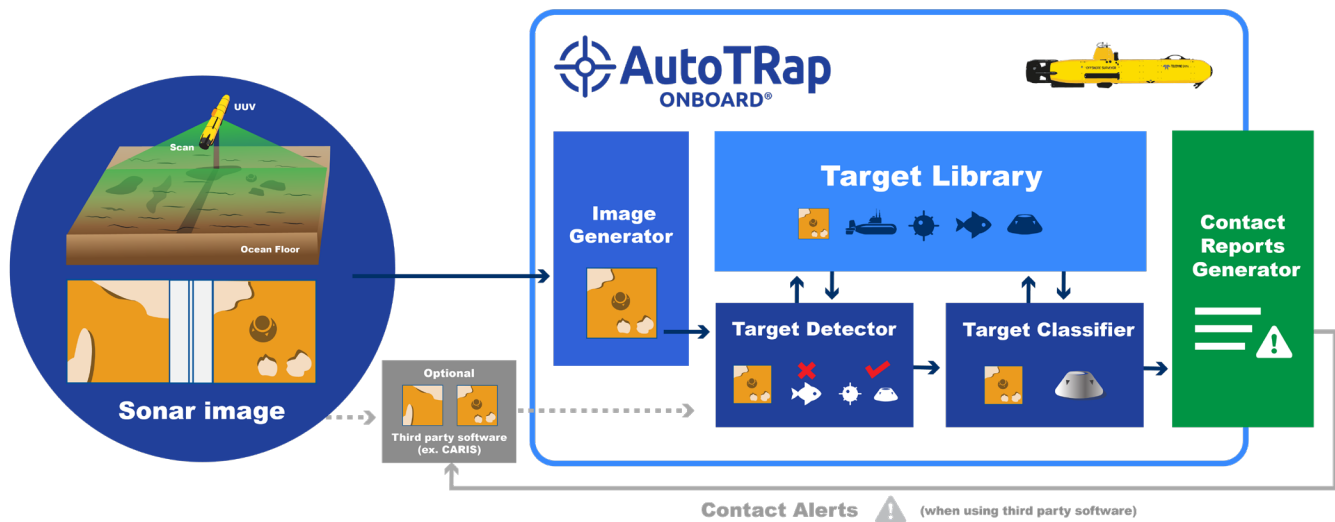 AutoTRap
ONBOARD®
UUV
Scan
Ocean Floor
Sonar image
Optional
Third party software
(ex. CARIS)
Image
Generator
Target Library
Target Detector
Target Classifier
Contact
Reports
Generator
Contact Alerts
(when using third party software)